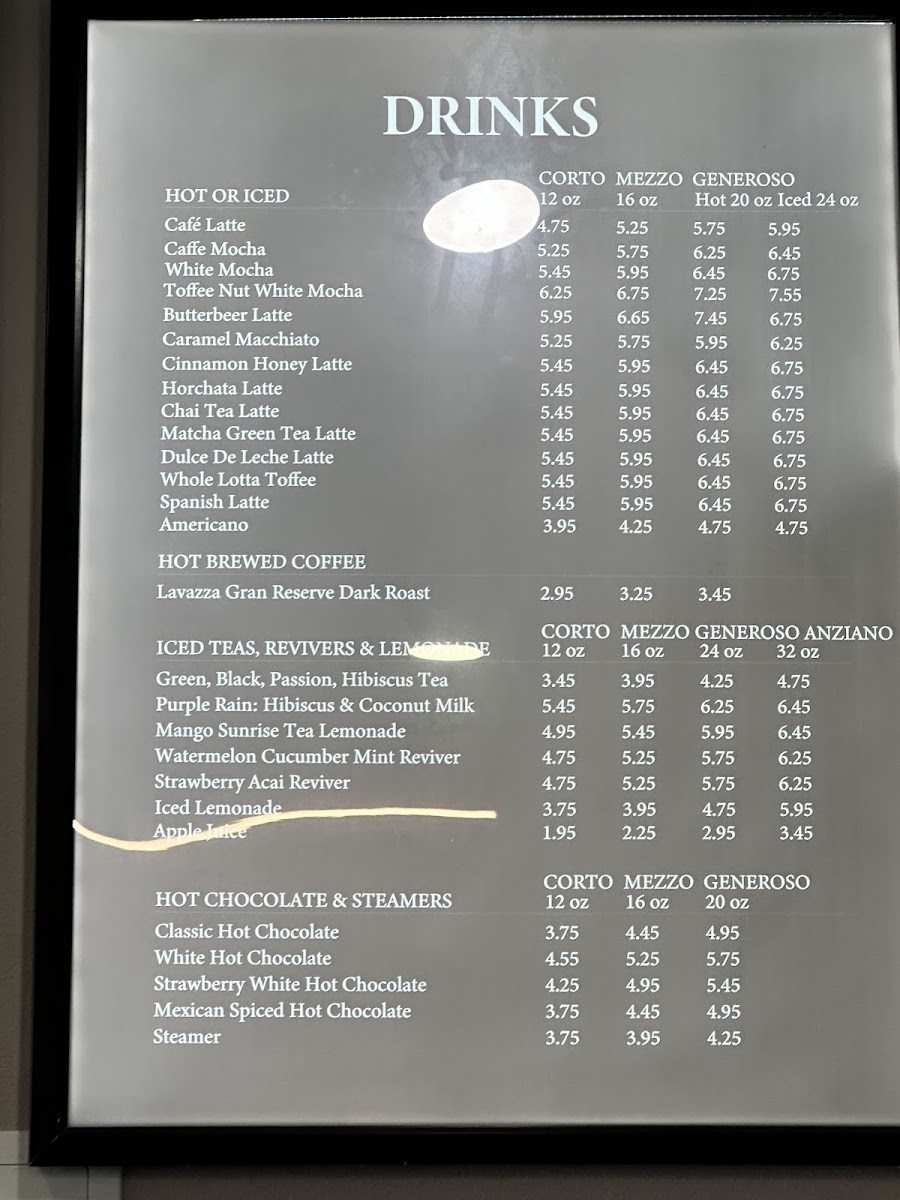 DRINKS
HOT OR ICED CORTO 12 oz MEZZO 16 oz GENEROSO Hot 20 oz Iced 24 oz
Café Latte 4.75 5.25 5.75 5.95
Caffe Mocha 5.25 5.75 6.25 6.45
White Mocha 5.45 5.95 6.45 6.75
Toffee Nut White Mocha 6.25 6.75 7.25 7.55
Butterbeer Latte 5.95 6.65 7.45 6.75
Caramel Macchiato 5.25 5.75 5.95 6.25
Cinnamon Honey Latte 5.45 5.95 6.45 6.75
Horchata Latte 5.45 5.95 6.45 6.75
Chai Tea Latte 5.45 5.95 6.45 6.75
Matcha Green Tea Latte 5.45 5.95 6.45 6.75
Dulce De Leche Latte 5.45 5.95 6.45 6.75
Whole Lotta Toffee 5.45 5.95 6.45 6.75
Spanish Latte 5.45 5.95 6.45 6.75
Americano 3.95 4.25 4.75 4.75
HOT BREWED COFFEE
Lavazza Gran Reserve Dark Roast 2.95 3.25 3.45
ICED TEAS, REVIVERS & LEMONADE CORTO 12 oz MEZZO 16 oz GENEROSO 24 oz ANZIANO 32 oz
Green, Black, Passion, Hibiscus Tea 3.45 3.95 4.25 4.75
Purple Rain: Hibiscus & Coconut Milk 5.45 5.75 6.25 6.45
Mango Sunrise Tea Lemonade 4.95 5.45 5.95 6.45
Watermelon Cucumber Mint Reviver 4.75 5.25 5.75 6.25
Strawberry Acai Reviver 4.75 5.25 5.75 6.25
Iced Lemonade 3.75 3.95 4.75 5.95
Apple Juice 1.95 2.25 2.95 3.45
HOT CHOCOLATE & STEAMERS CORTO 12 oz MEZZO 16 oz GENEROSO 20 oz
Classic Hot Chocolate 3.75 4.45 4.95
White Hot Chocolate 4.55 5.25 5.75
Strawberry White Hot Chocolate 4.25 4.95 5.45
Mexican Spiced Hot Chocolate 3.75 4.45 4.95
Steamer 3.75 3.95 4.25